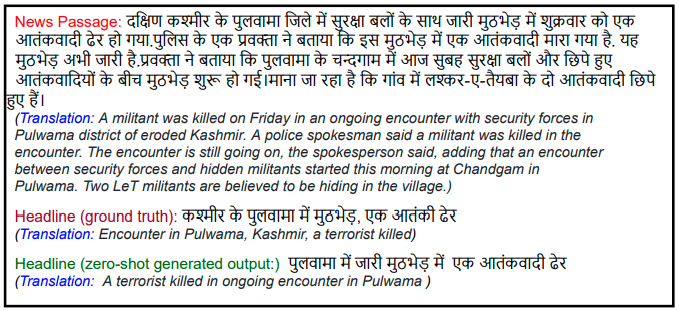 News Passage: दक्षिण कश्मीर के पुलवामा जिले में सुरक्षा बलों के साथ जारी मुठभेड़ में शुक्रवार को एक
आतंकवादी ढेर हो गया.पुलिस के एक प्रवक्ता ने बताया कि इस मुठभेड़ में एक आतंकवादी मारा गया है. यह
मुठभेड़ अभी जारी है.प्रवक्ता ने बताया कि पुलवामा के चन्दगाम में आज सुबह सुरक्षा बलों और छिपे हुए
आतंकवादियों के बीच मुठभेड़ शुरू हो गई।माना जा रहा है कि गांव में लश्कर-ए-तैयबा के दो आतंकवादी छिपे
हुए हैं।
(Translation: A militant was killed on Friday in an ongoing encounter with security forces in
Pulwama district of eroded Kashmir. A police spokesman said a militant was killed in the
encounter. The encounter is still going on, the spokesperson said, adding that an encounter
between security forces and hidden militants started this morning at Chandgam in
Pulwama. Two LeT militants are believed to be hiding in the village.)
Headline (ground truth): कश्मीर के पुलवामा में मुठभेड़, एक आतंकी ढेर
(Translation: Encounter in Pulwama, Kashmir, a terrorist killed)
Headline (zero-shot generated output:) पुलवामा में जारी मुठभेड़ में एक आतंकवादी ढेर
(Translation: A terrorist killed in ongoing encounter in Pulwama )